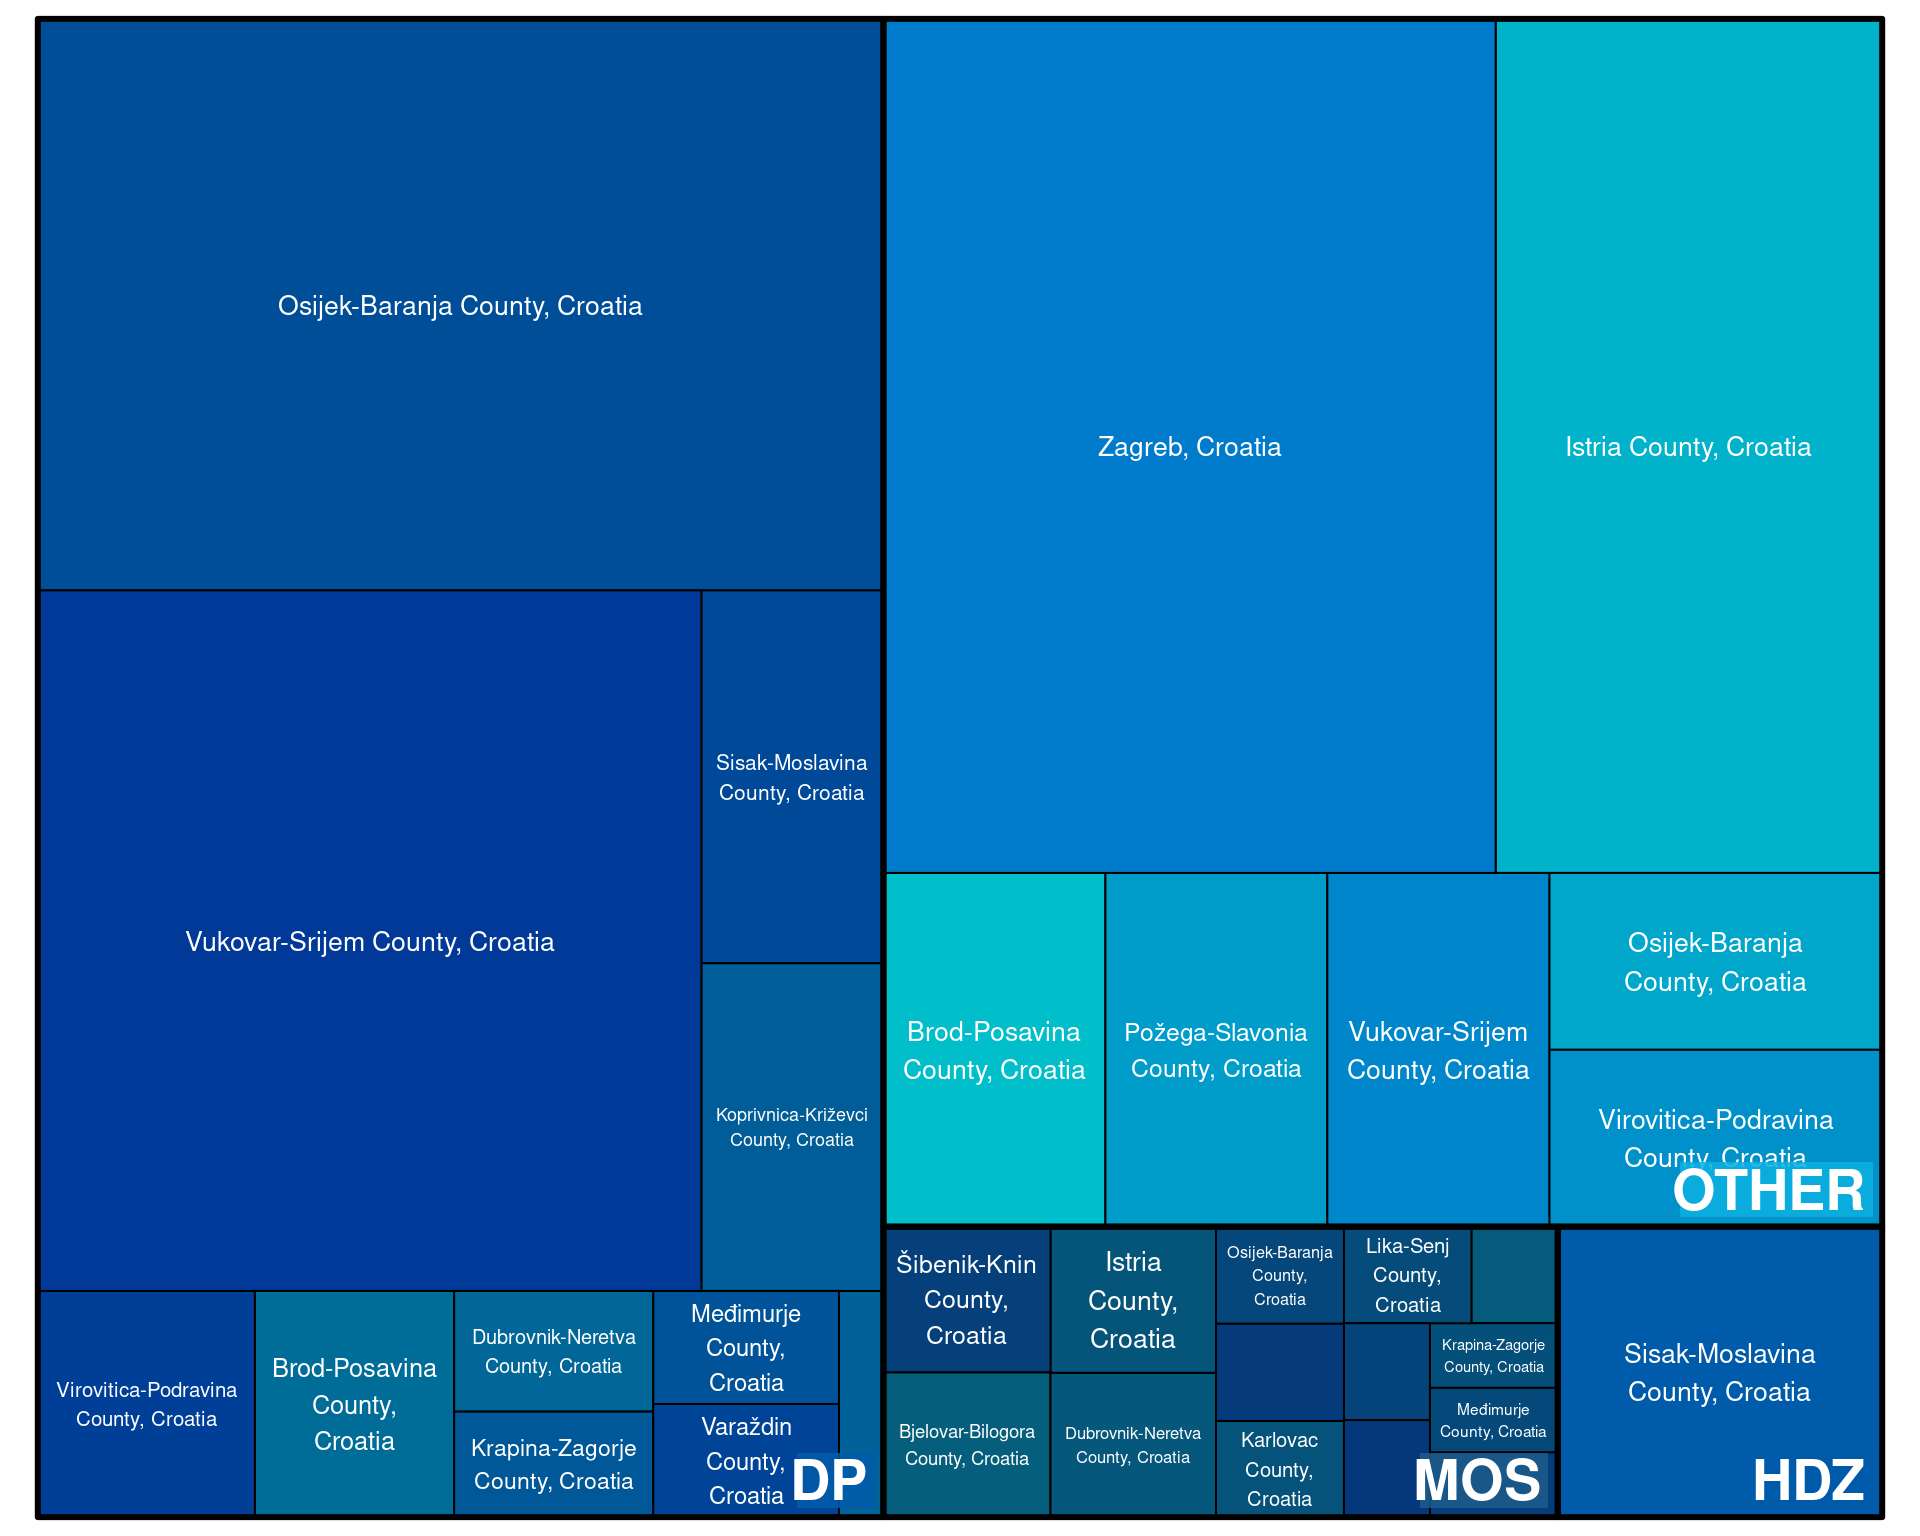 Osijek-Baranja County, Croatia
Vukovar-Srijem County, Croatia
Sisak-Moslavina
County, Croatia
Koprivnica-Križevci
County, Croatia
Virovitica-Podravina
County, Croatia
Brod-Posavina
County,
Croatia
Dubrovnik-Neretva
County, Croatia
Krapina-Zagorje
County, Croatia
Međimurje
County,
Croatia
Varaždin
County,
Croatia
DP
Zagreb, Croatia
Istria County, Croatia
Brod-Posavina
County, Croatia
Požega-Slavonia
County, Croatia
Vukovar-Srijem
County, Croatia
Osijek-Baranja
County, Croatia
Virovitica-Podravina
County, Croatia
OTHER
Šibenik-Knin
County,
Croatia
Istria
County,
Croatia
Bjelovar-Bilogora
County, Croatia
Dubrovnik-Neretva
County, Croatia
Osijek-Baranja
County,
Croatia
Karlovac
County,
Croatia
Lika-Senj
County,
Croatia
Krapina-Zagorje
County, Croatia
Međimurje
County, Croatia
MOS
Sisak-Moslavina
County, Croatia
HDZ